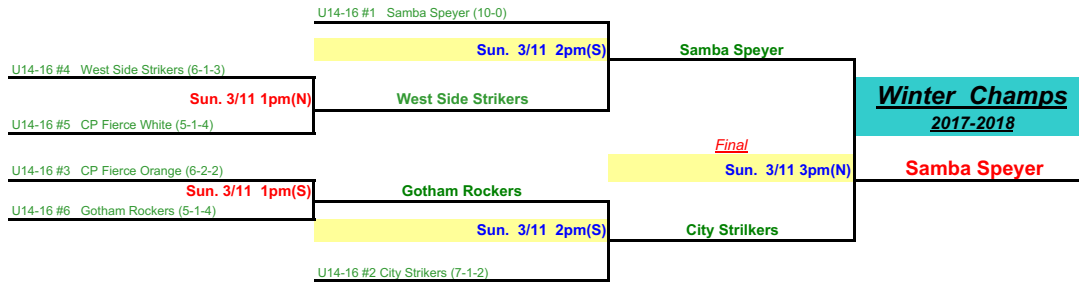 U14-16 #1 Samba Speyer (10-0)
Sun. 3/11 2pm(S)
Samba Speyer
U14-16 #4 West Side Strikers (6-1-3)
Sun. 3/11 1pm(N)
West Side Strikers
Winter Champs
2017-2018
U14-16 #5 CP Fierce White (5-1-4)
Final
U14-16 #3 CP Fierce Orange (6-2-2)
Sun. 3/11 3pm(N)
Samba Speyer
Sun. 3/11 1pm(S)
Gotham Rockers
U14-16 #6 Gotham Rockers (5-1-4)
Sun. 3/11 2pm(S)
City Strilkers
U14-16 #2 City Strikers (7-1-2)